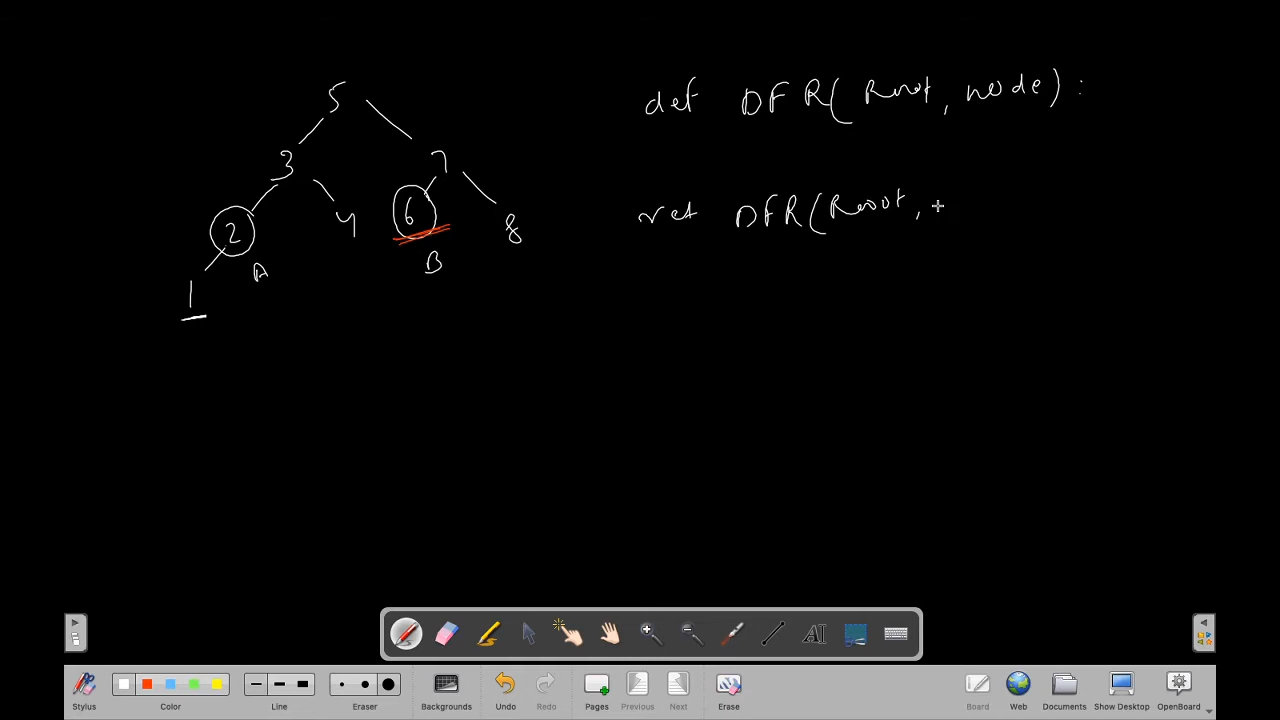 5
def DFR(Root, node):
3
7
2
4
6
8
ret DFR(Root,
A
B
1
Stylus
Color
Line
Eraser
Backgrounds
Undo
Redo
Pages
Previous
Next
Erase
Board
Web
Documents
Show Desktop
OpenBoard